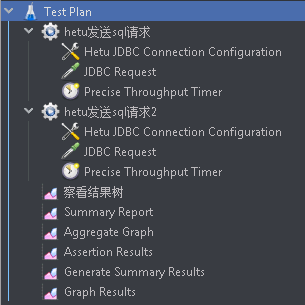 Test Plan
hetu发送sql请求
Hetu JDBC Connection Configuration
JDBC Request
Precise Throughput Timer
hetu发送sql请求2
Hetu JDBC Connection Configuration
JDBC Request
Precise Throughput Timer
察看结果树
Summary Report
Aggregate Graph
Assertion Results
Generate Summary Results
Graph Results